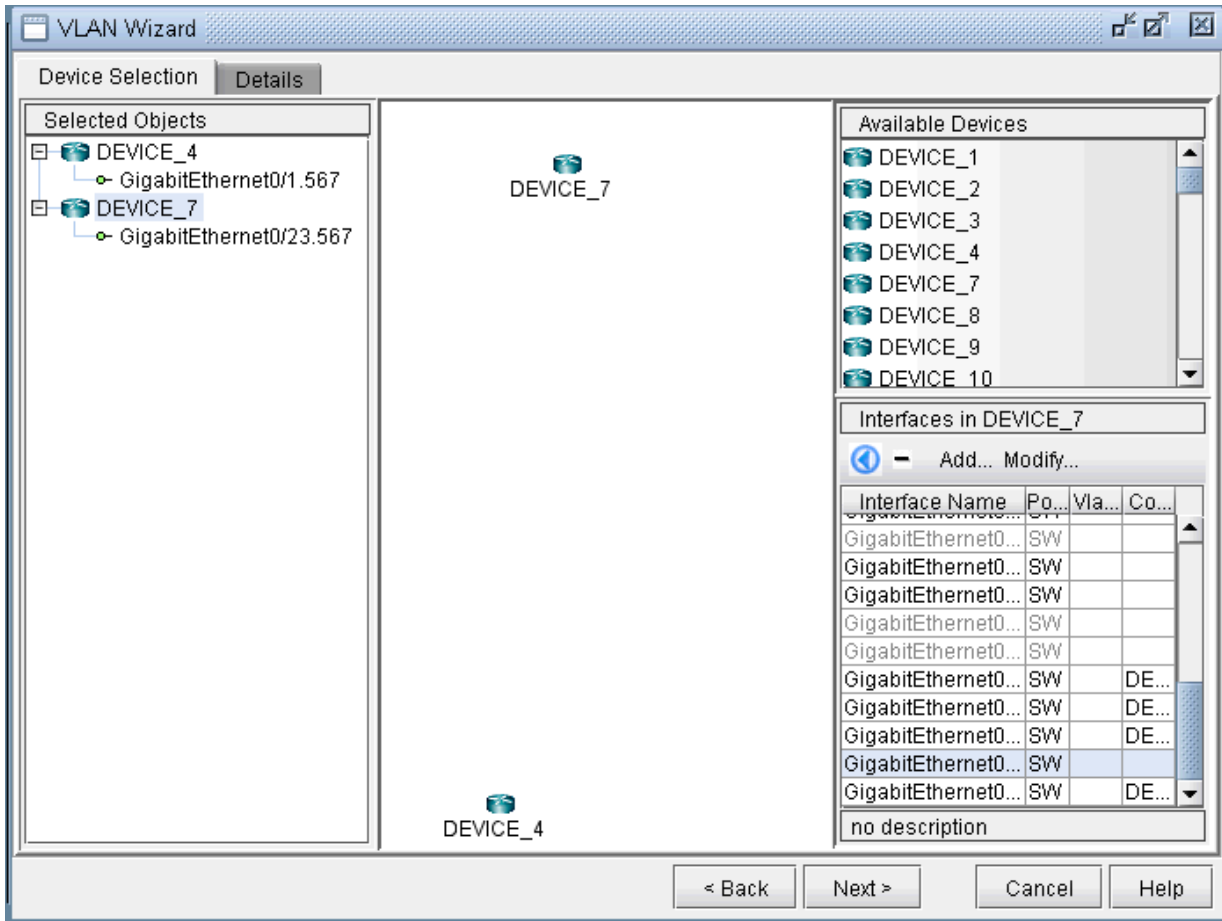 VLAN Wizard
Device Selection
Details
Selected Objects
DEVICE_4
GigabitEthernet0/1.567
DEVICE_7
GigabitEthernet0/23.567
DEVICE_7
DEVICE_4
Available Devices
DEVICE_1
DEVICE_2
DEVICE_3
DEVICE_4
DEVICE_7
DEVICE_8
DEVICE_9
DEVICE_10
Interfaces in DEVICE_7
Add... Modify...
Interface Name Po... Vla... Co...
GigabitEthernet0... SW
GigabitEthernet0... SW
GigabitEthernet0... SW
GigabitEthernet0... SW
GigabitEthernet0... SW
GigabitEthernet0... SW DE...
GigabitEthernet0... SW DE...
GigabitEthernet0... SW DE...
GigabitEthernet0... SW
GigabitEthernet0... SW DE...
no description
< Back
Next >
Cancel
Help